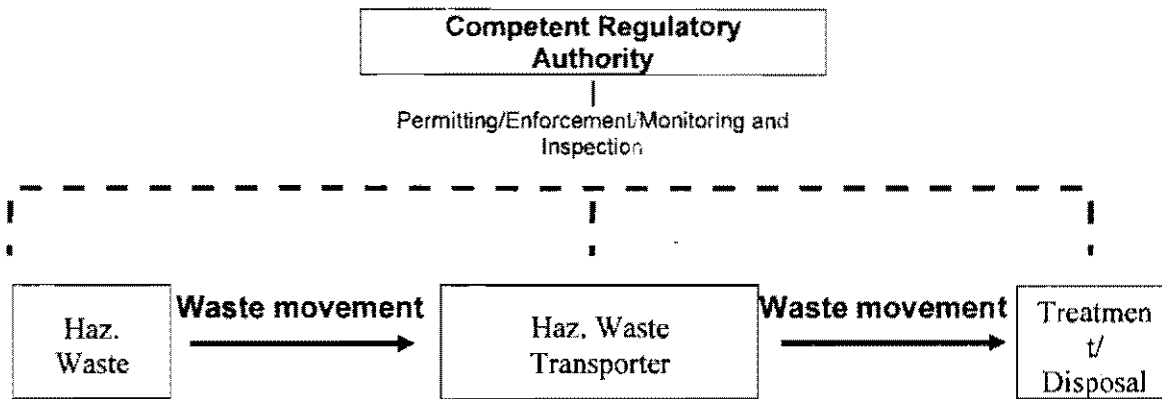 Competent Regulatory
Authority
Permitting/Enforcement/Monitoring and
Inspection
Waste movement
Waste movement
Haz.
Waste
Haz. Waste
Transporter
Treatmen
t/
Disposal